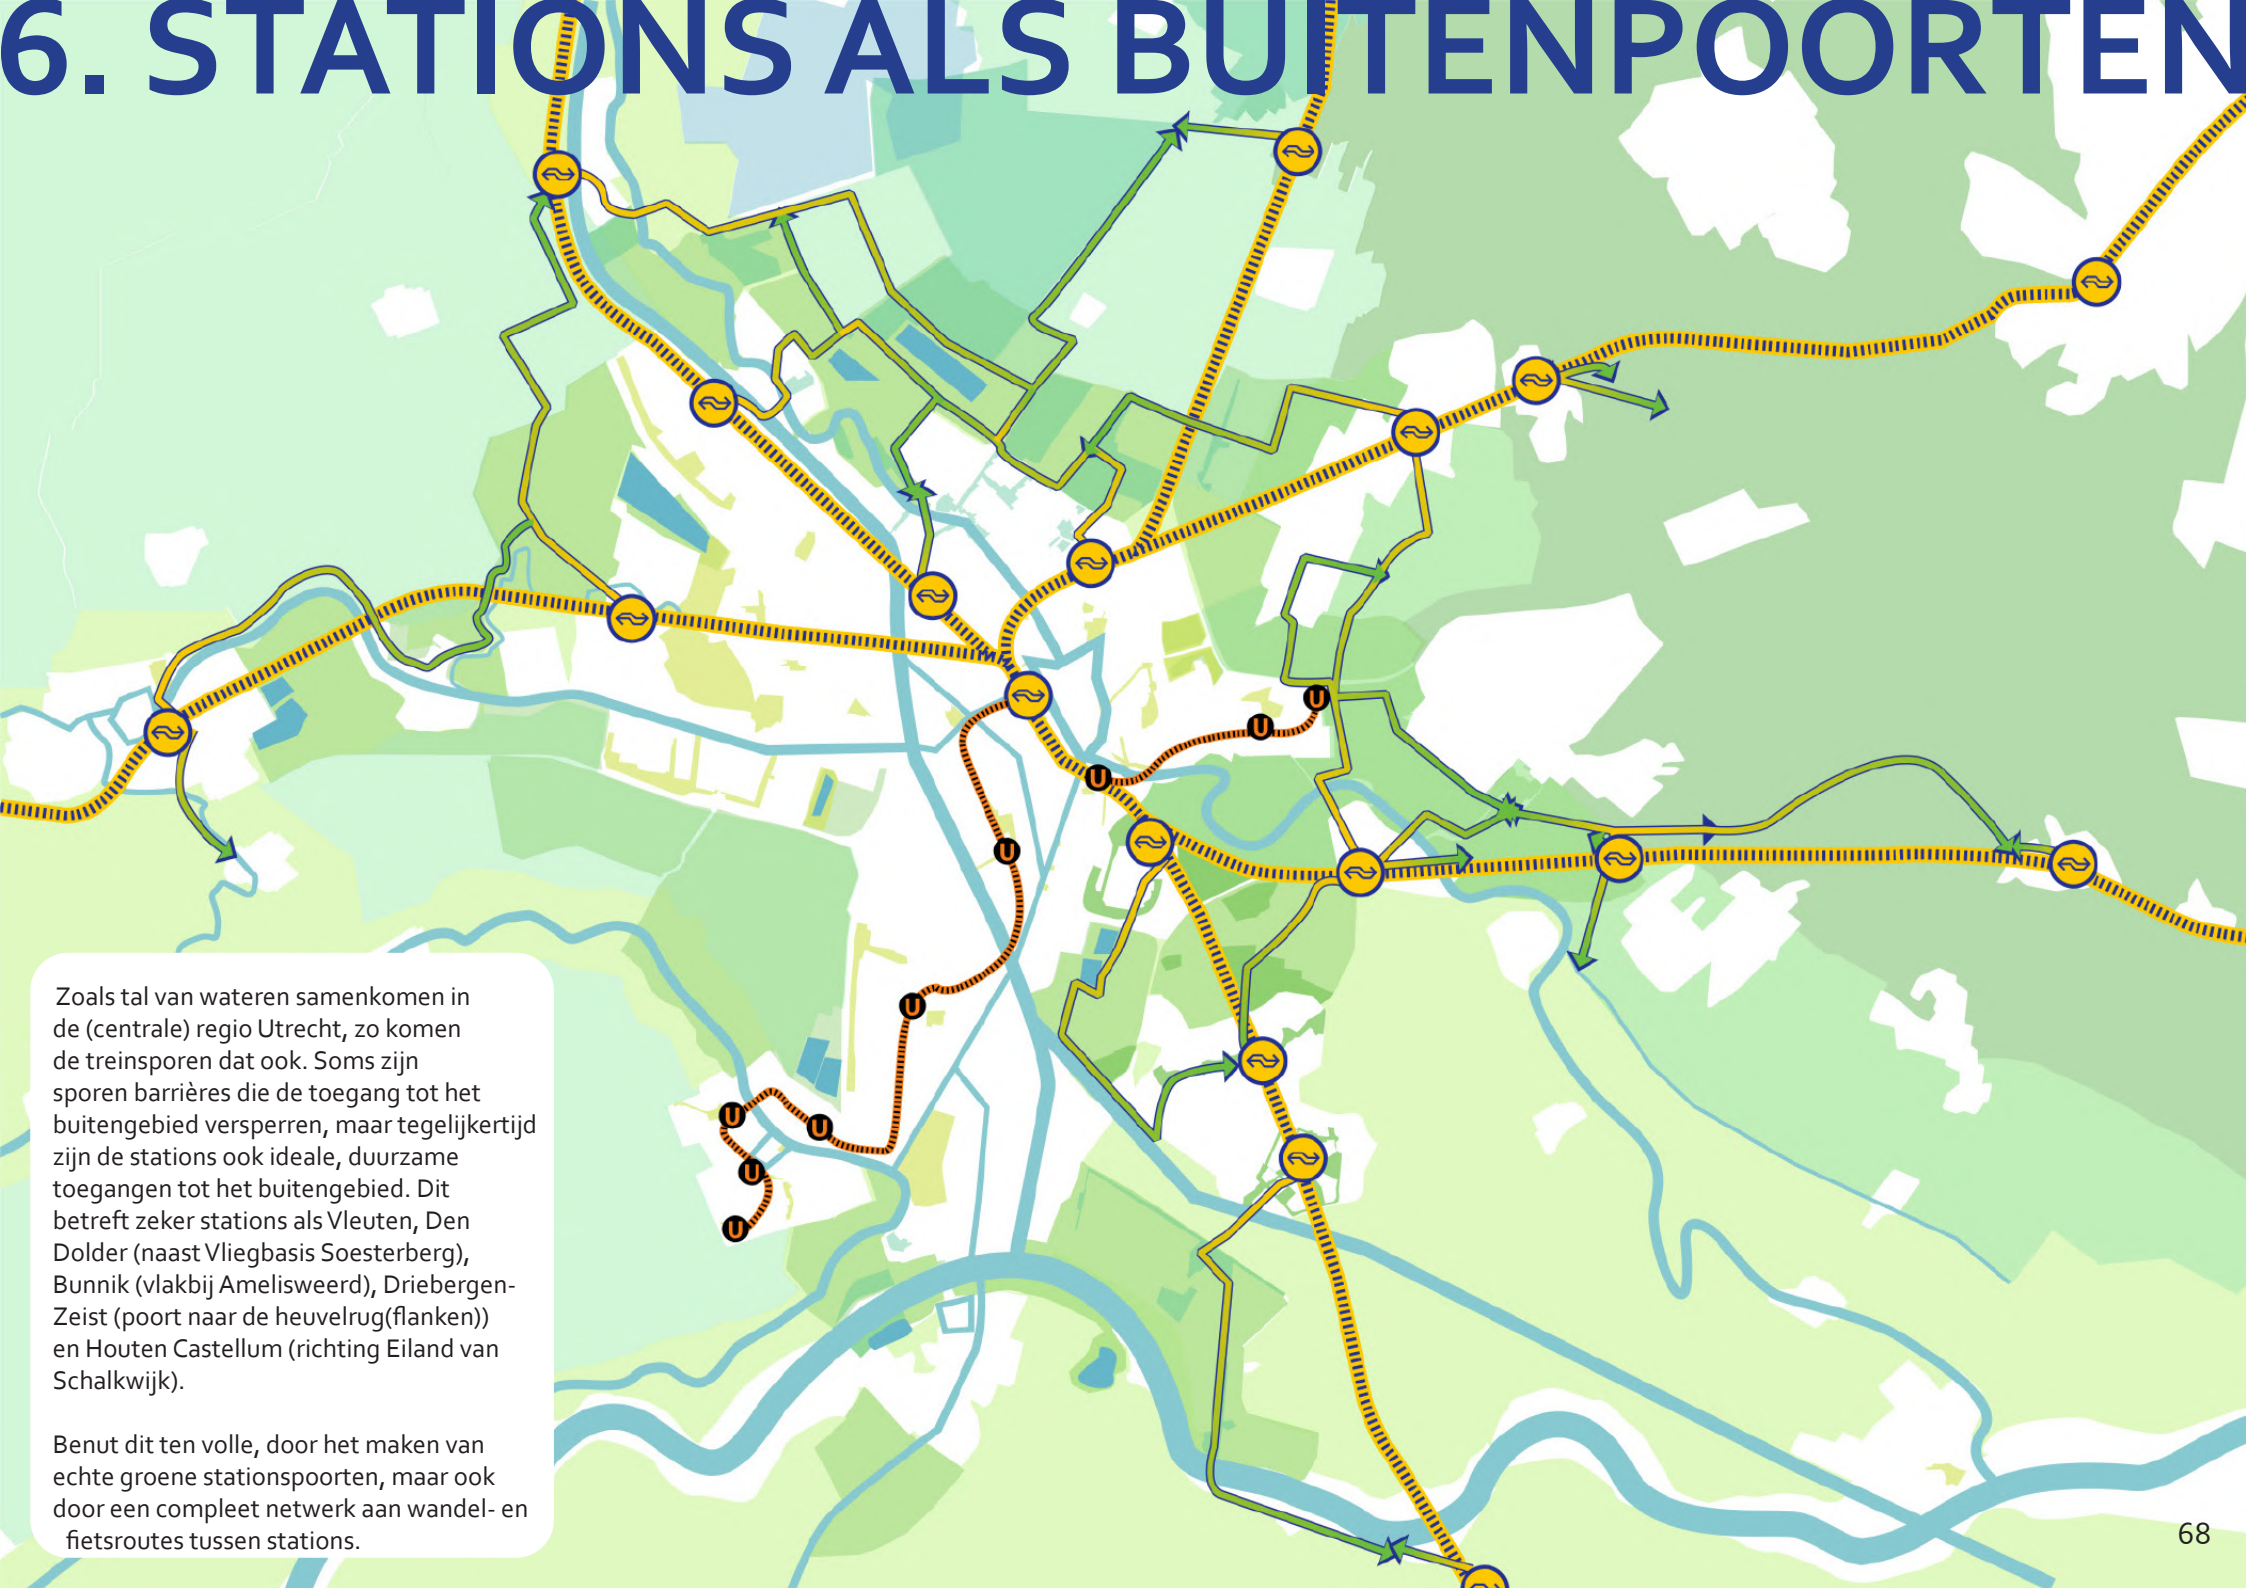 6. STATIONS ALS BUITENPOORTEN
U
U
U
U
U
U
U
U
U
Zoals tal van wateren samenkomen in
de (centrale) regio Utrecht, zo komen
de treinsporen dat ook. Soms zijn
sporen barrières die de toegang tot het
buitengebied versperren, maar tegelijkertijd
zijn de stations ook ideale, duurzame
toegangen tot het buitengebied. Dit
betreft zeker stations als Vleuten, Den
Dolder (naast Vliegbasis Soesterberg),
Bunnik (vlakbij Amelisweerd), Driebergen-
Zeist (poort naar de heuvelrug(flanken))
en Houten Castellum (richting Eiland van
Schalkwijk).
Benut dit ten volle, door het maken van
echte groene stationspoorten, maar ook
door een compleet netwerk aan wandel- en
fietsroutes tussen stations.
68